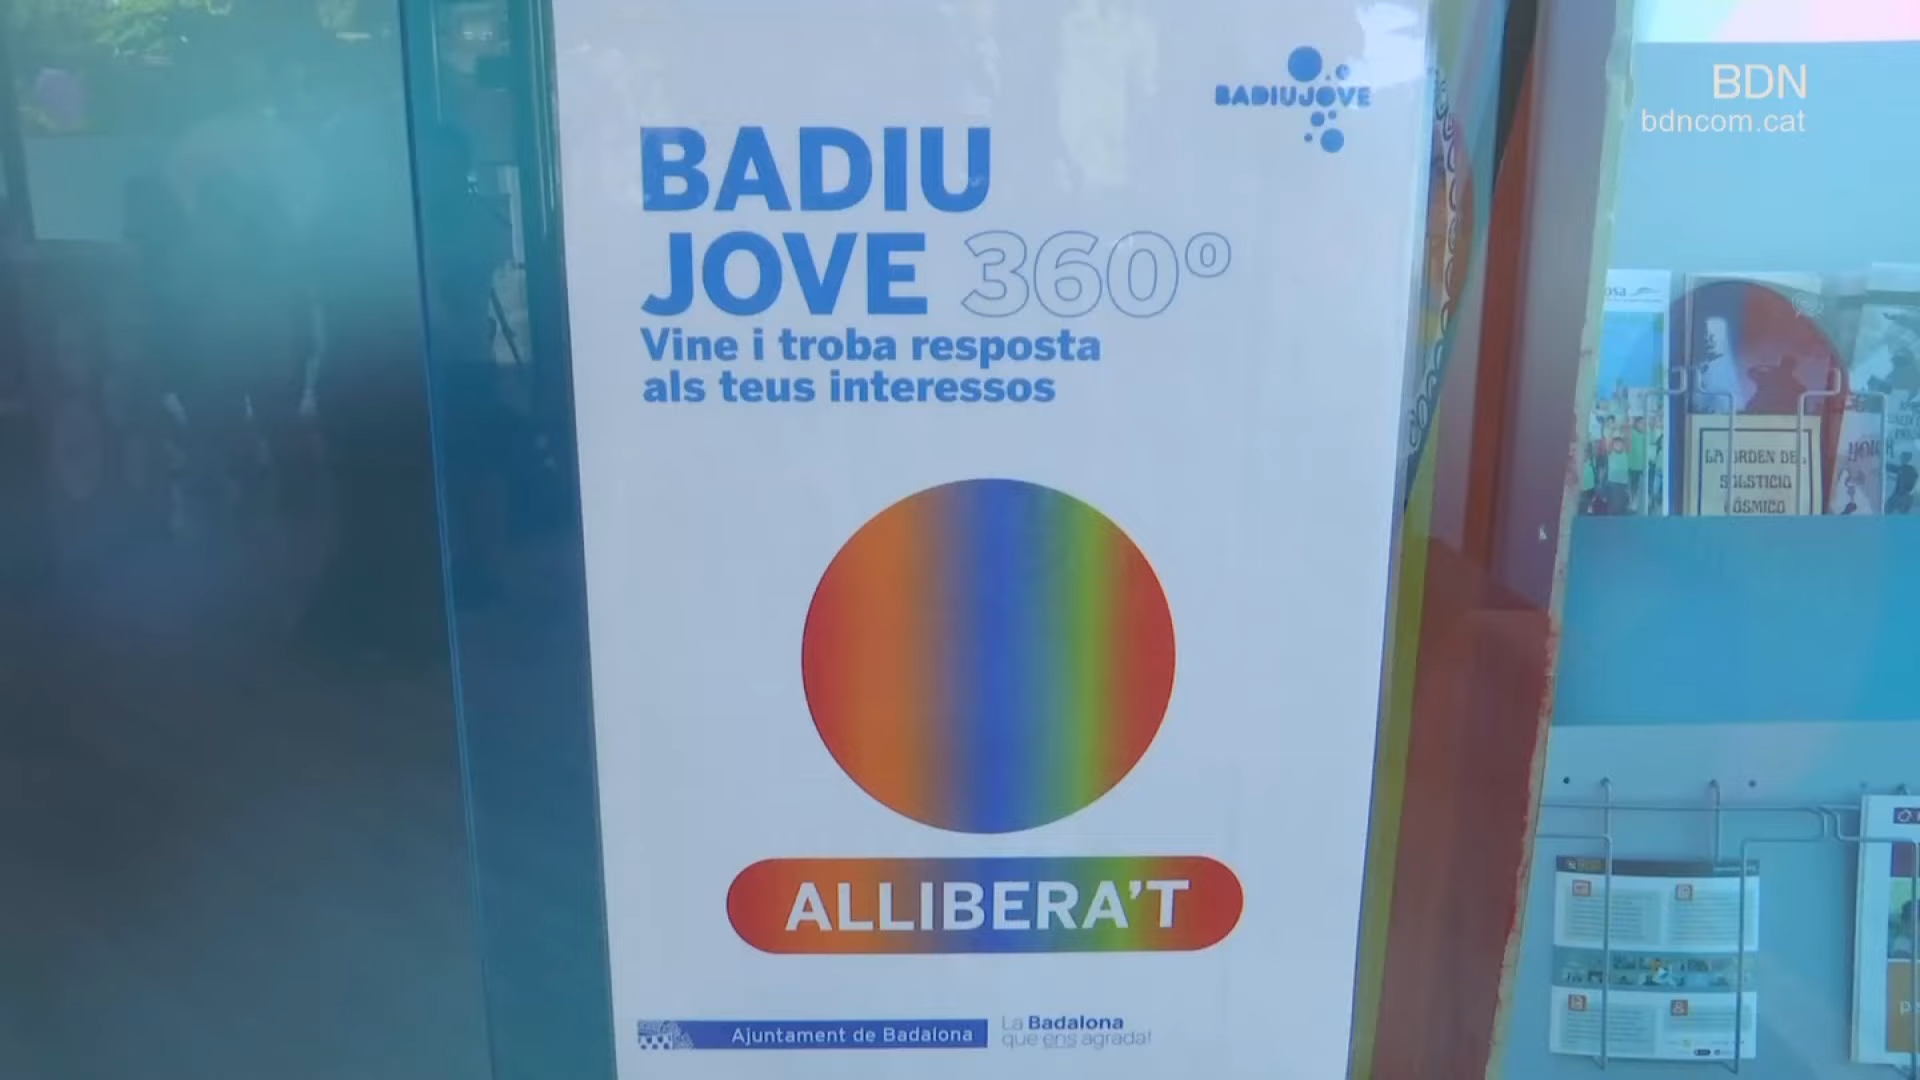 BDN
bdncom.cat
BADIUJOVE
BADIU
JOVE 360º
Vine i troba resposta
als teus interessos
ALLIBERA'T
Ajuntament de Badalona
La Badalona
que ens agrada!
LA ORDEN DEL
SOLSTICIO
CÓSMICO